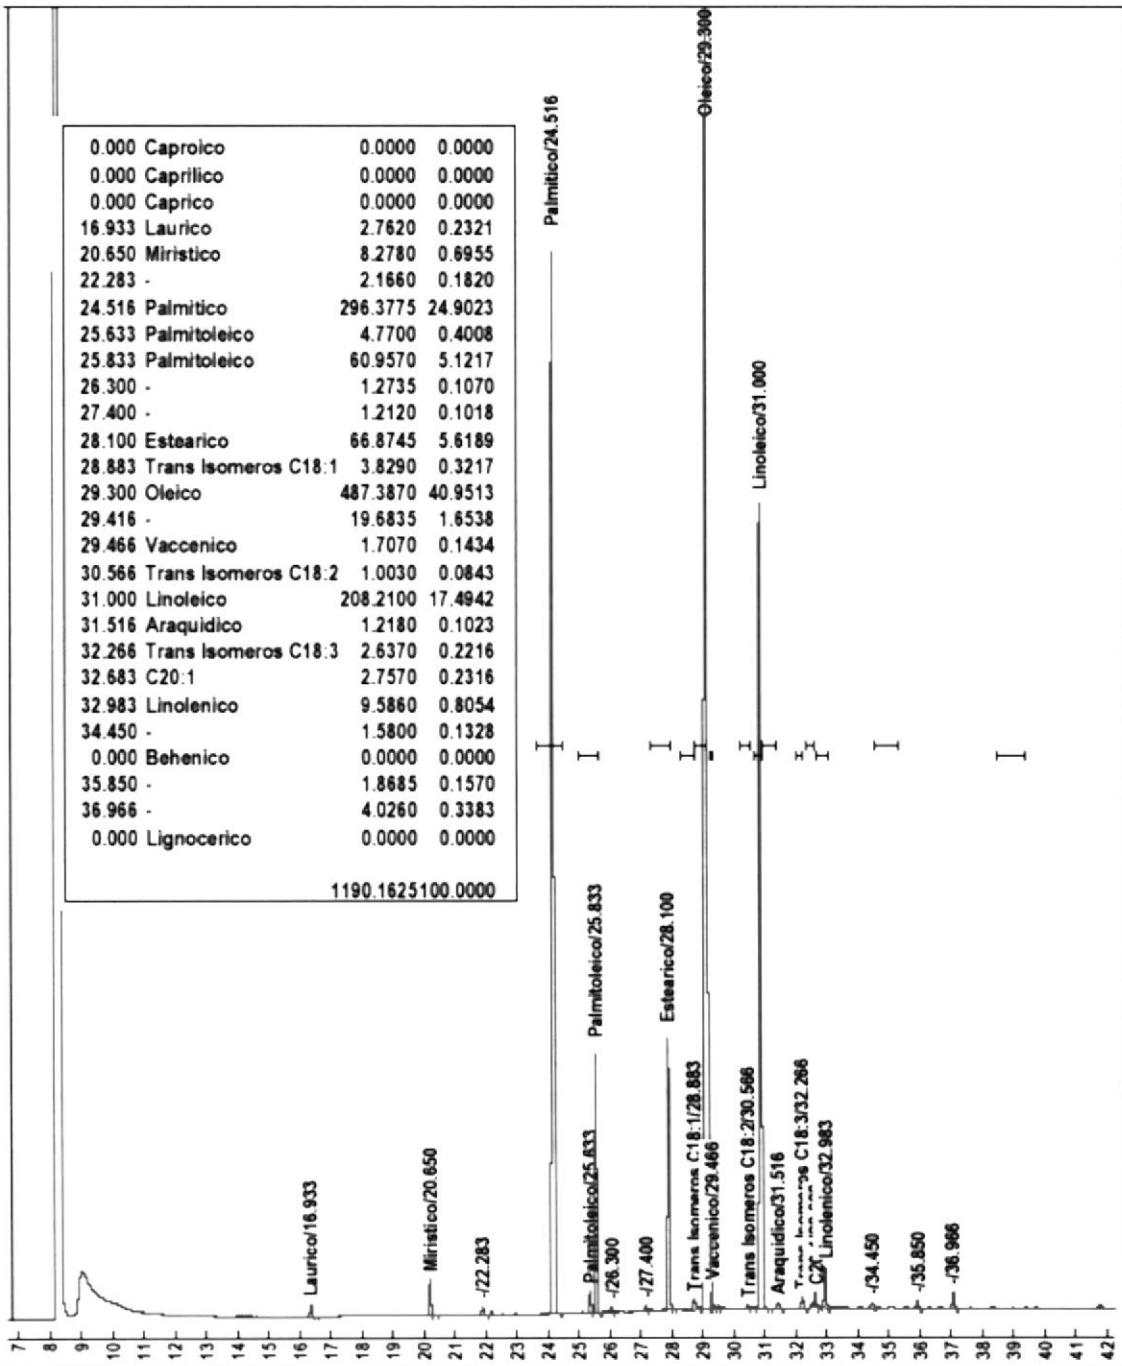 Palmitico/24.516
Oleico/29.300
0.000 Caproico 0.0000 0.0000
0.000 Caprilico 0.0000 0.0000
0.000 Caprico 0.0000 0.0000
16.933 Laurico 2.7620 0.2321
20.650 Miristico 8.2780 0.6955
22.283 - 2.1660 0.1820
24.516 Palmitico 296.3775 24.9023
25.633 Palmitoleico 4.7700 0.4008
25.833 Palmitoleico 60.9570 5.1217
26.300 - 1.2735 0.1070
27.400 - 1.2120 0.1018
28.100 Estearico 66.8745 5.6189
28.883 Trans Isomeros C18:1 3.8290 0.3217
29.300 Oleico 487.3870 40.9513
29.416 - 19.6835 1.6538
29.466 Vaccenico 1.7070 0.1434
30.566 Trans Isomeros C18:2 1.0030 0.0843
31.000 Linoleico 208.2100 17.4942
31.516 Araquidico 1.2180 0.1023
32.266 Trans Isomeros C18:3 2.6370 0.2216
32.683 C20:1 2.7570 0.2316
32.983 Linolenico 9.5860 0.8054
34.450 - 1.5800 0.1328
0.000 Behenico 0.0000 0.0000
35.850 - 1.8685 0.1570
36.966 - 4.0260 0.3383
0.000 Lignocerico 0.0000 0.0000
1190.1625100.0000
Laurico/16.933
Miristico/20.650
-/22.283
Palmitoleico/25.633
Palmitoleico/25.833
-/26.300
-/27.400
Estearico/28.100
Trans Isomeros C18:1/28.883
Vaccenico/29.466
Trans Isomeros C18:2/30.566
Linoleico/31.000
Araquidico/31.516
Trans Isomeros C18:3/32.266
Linolenico/32.983
-/34.450
-/35.850
-/36.966
7 8 9 10 11 12 13 14 15 16 17 18 19 20 21 22 23 24 25 26 27 28 29 30 31 32 33 34 35 36 37 38 39 40 41 42